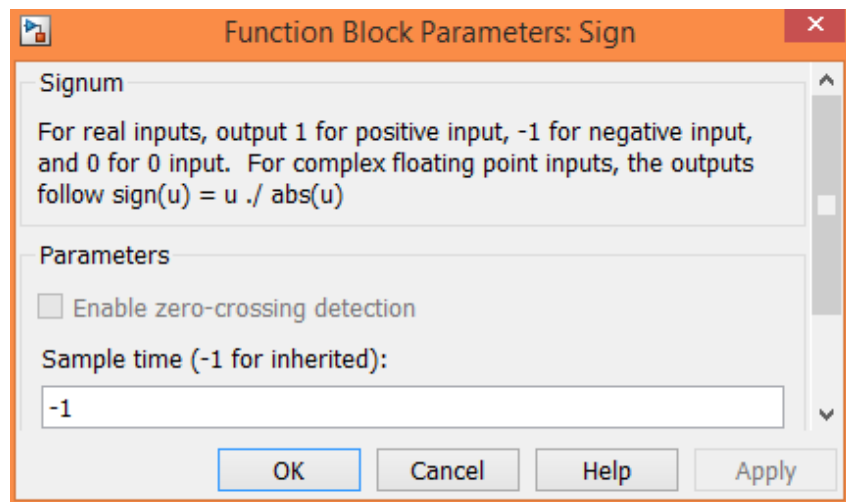 Function Block Parameters: Sign
Signum
For real inputs, output 1 for positive input, -1 for negative input,
and 0 for 0 input.  For complex floating point inputs, the outputs
follow sign(u) = u ./ abs(u)
Parameters
Enable zero-crossing detection
Sample time (-1 for inherited):
-1
OK Cancel Help Apply